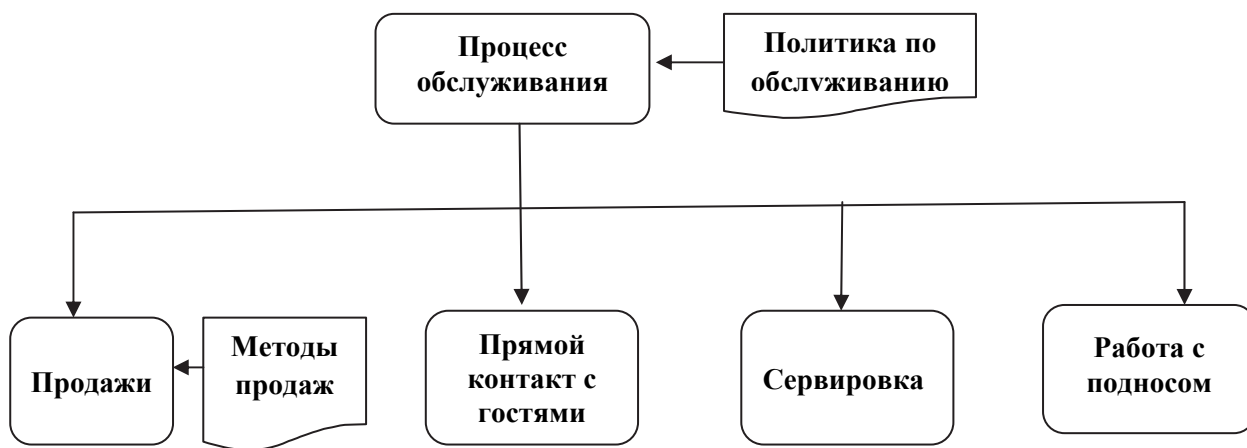 Процесс
обслуживания
Политика по
обслуживанию
Продажи
Методы
продаж
Прямой
контакт с
гостями
Сервировка
Работа с
подносом